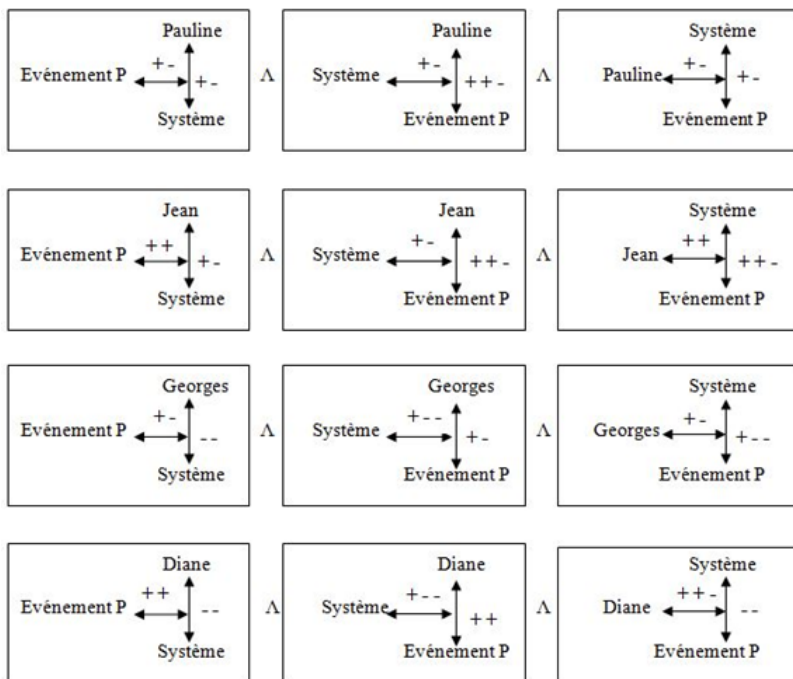 Pauline Pauline Système
Evénement P + - + - Λ Système + - + + - Λ Pauline + - + -
Système Evénement P Evénement P
Jean Jean Système
Evénement P + + + - Λ Système + - + + - Λ Jean + + + + -
Système Evénement P Evénement P
Georges Georges Système
Evénement P + - - - Λ Système + - - + - Λ Georges + - + - -
Système Evénement P Evénement P
Diane Diane Système
Evénement P + + - - Λ Système + - - + + Λ Diane + + - - -
Système Evénement P Evénement P